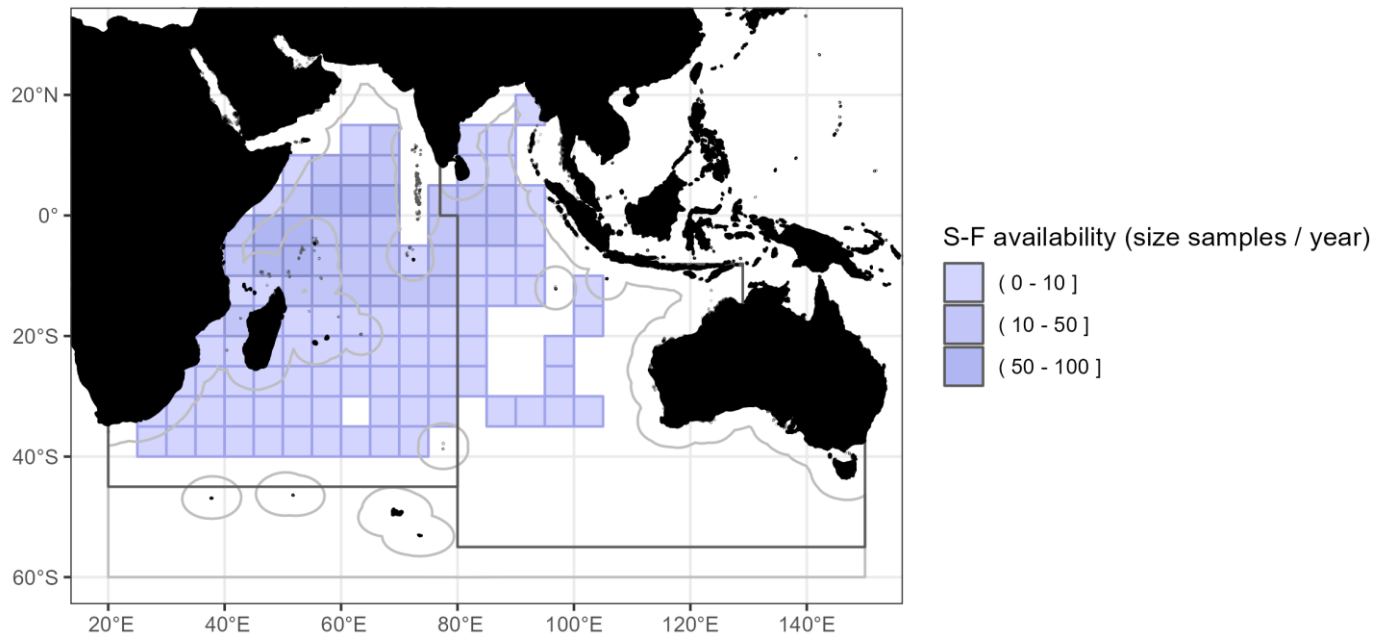 20°N
0°
20°S
40°S
60°S
20°E
40°E
60°E
80°E
100°E
120°E
140°E
S-F availability (size samples / year)
( 0 - 10 ]
( 10 - 50 ]
( 50 - 100 ]